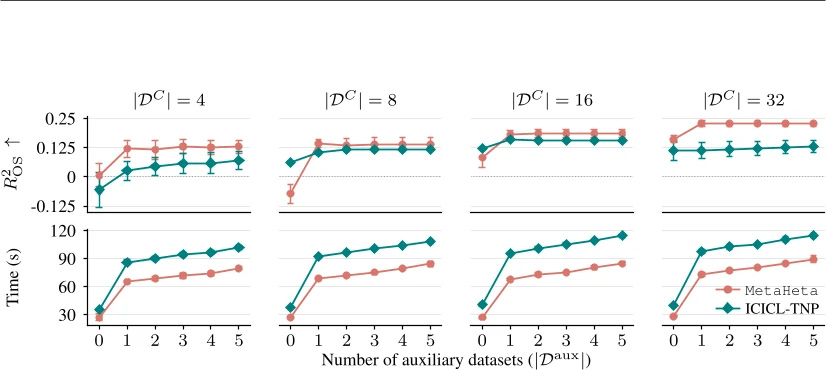 |𝒟^C| = 4 |𝒟^C| = 8 |𝒟^C| = 16 |𝒟^C| = 32
R²_OS ↑
0.25
0.125
0
-0.125
Time (s)
120
90
60
30
MetaHeta
ICICL-TNP
0 1 2 3 4 5 0 1 2 3 4 5 0 1 2 3 4 5 0 1 2 3 4 5
Number of auxiliary datasets (|𝒟^aux|)